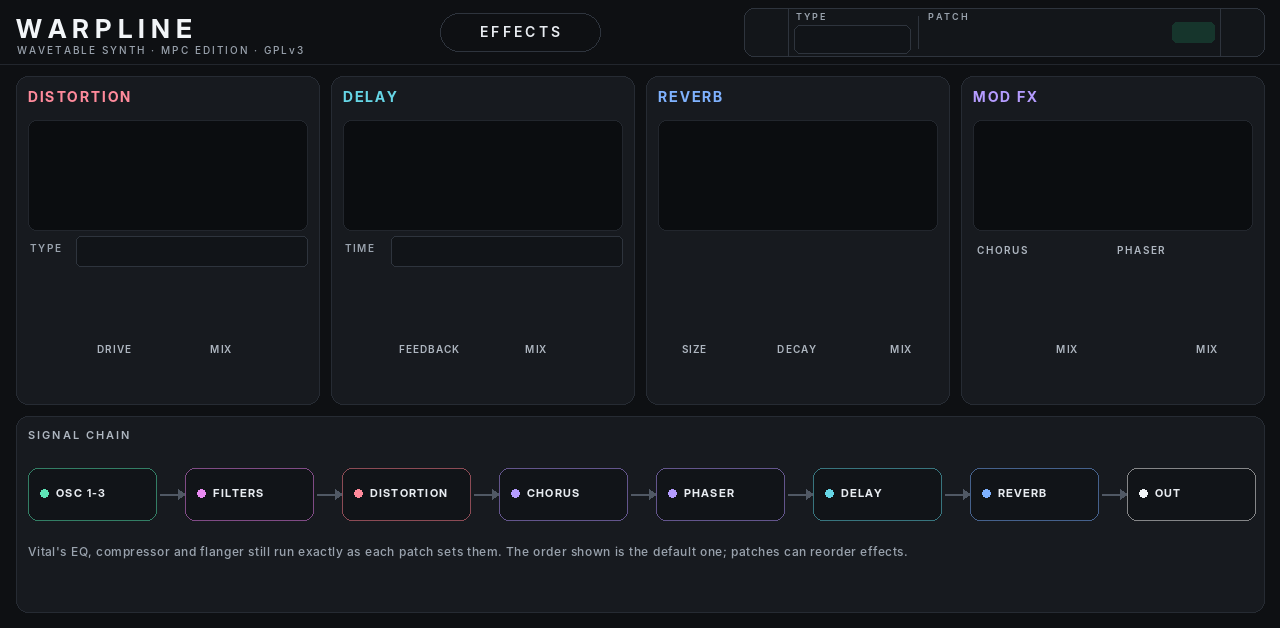 WARPLINE
WAVETABLE SYNTH · MPC EDITION · GPLv3
EFFECTS
TYPE
PATCH
DISTORTION
DELAY
REVERB
MOD FX
TYPE
TIME
CHORUS
PHASER
DRIVE
MIX
FEEDBACK
MIX
SIZE
DECAY
MIX
MIX
MIX
SIGNAL CHAIN
OSC 1-3
FILTERS
DISTORTION
CHORUS
PHASER
DELAY
REVERB
OUT
Vital's EQ, compressor and flanger still run exactly as each patch sets them. The order shown is the default one; patches can reorder effects.